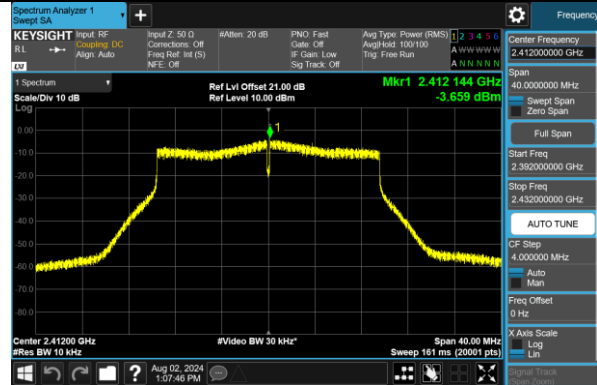 Spectrum Analyzer 1
Swept SA
Frequency
KEYSIGHT
R L
LXI
Input: RF
Coupling: DC
Align: Auto
Input Z: 50 Ω
Corrections: Off
Freq Ref: Int (S)
NFE: Off
#Atten: 20 dB
PNO: Fast
Gate: Off
IF Gain: Low
Sig Track: Off
Avg Type: Power (RMS)
Avg|Hold: 100/100
Trig: Free Run
1 2 3 4 5 6
A W W W W W
A N N N N N
1 Spectrum
Scale/Div 10 dB
Log
Ref Lvl Offset 21.00 dB
Ref Level 10.00 dBm
Mkr1 2.412 144 GHz
-3.659 dBm
1
0.00
-10.0
-20.0
-30.0
-40.0
-50.0
-60.0
-70.0
-80.0
Center 2.41200 GHz
#Res BW 10 kHz
#Video BW 30 kHz*
Span 40.00 MHz
Sweep 161 ms (20001 pts)
Aug 02, 2024
1:07:46 PM
Center Frequency
2.412000000 GHz
Span
40.0000000 MHz
Swept Span
Zero Span
Full Span
Start Freq
2.392000000 GHz
Stop Freq
2.432000000 GHz
AUTO TUNE
CF Step
4.000000 MHz
Auto
Man
Freq Offset
0 Hz
X Axis Scale
Log
Lin
Signal Track
(Span Zoom)